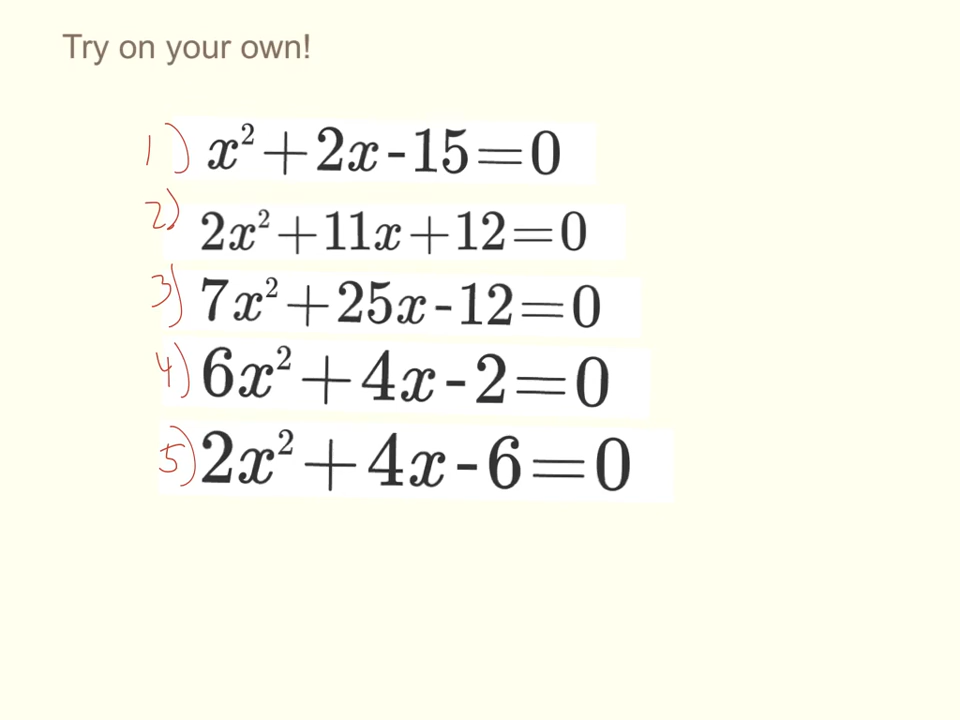 Try on your own!
1) x²+2x-15=0
2) 2x²+11x+12=0
3) 7x²+25x-12=0
4) 6x²+4x-2=0
5) 2x²+4x-6=0